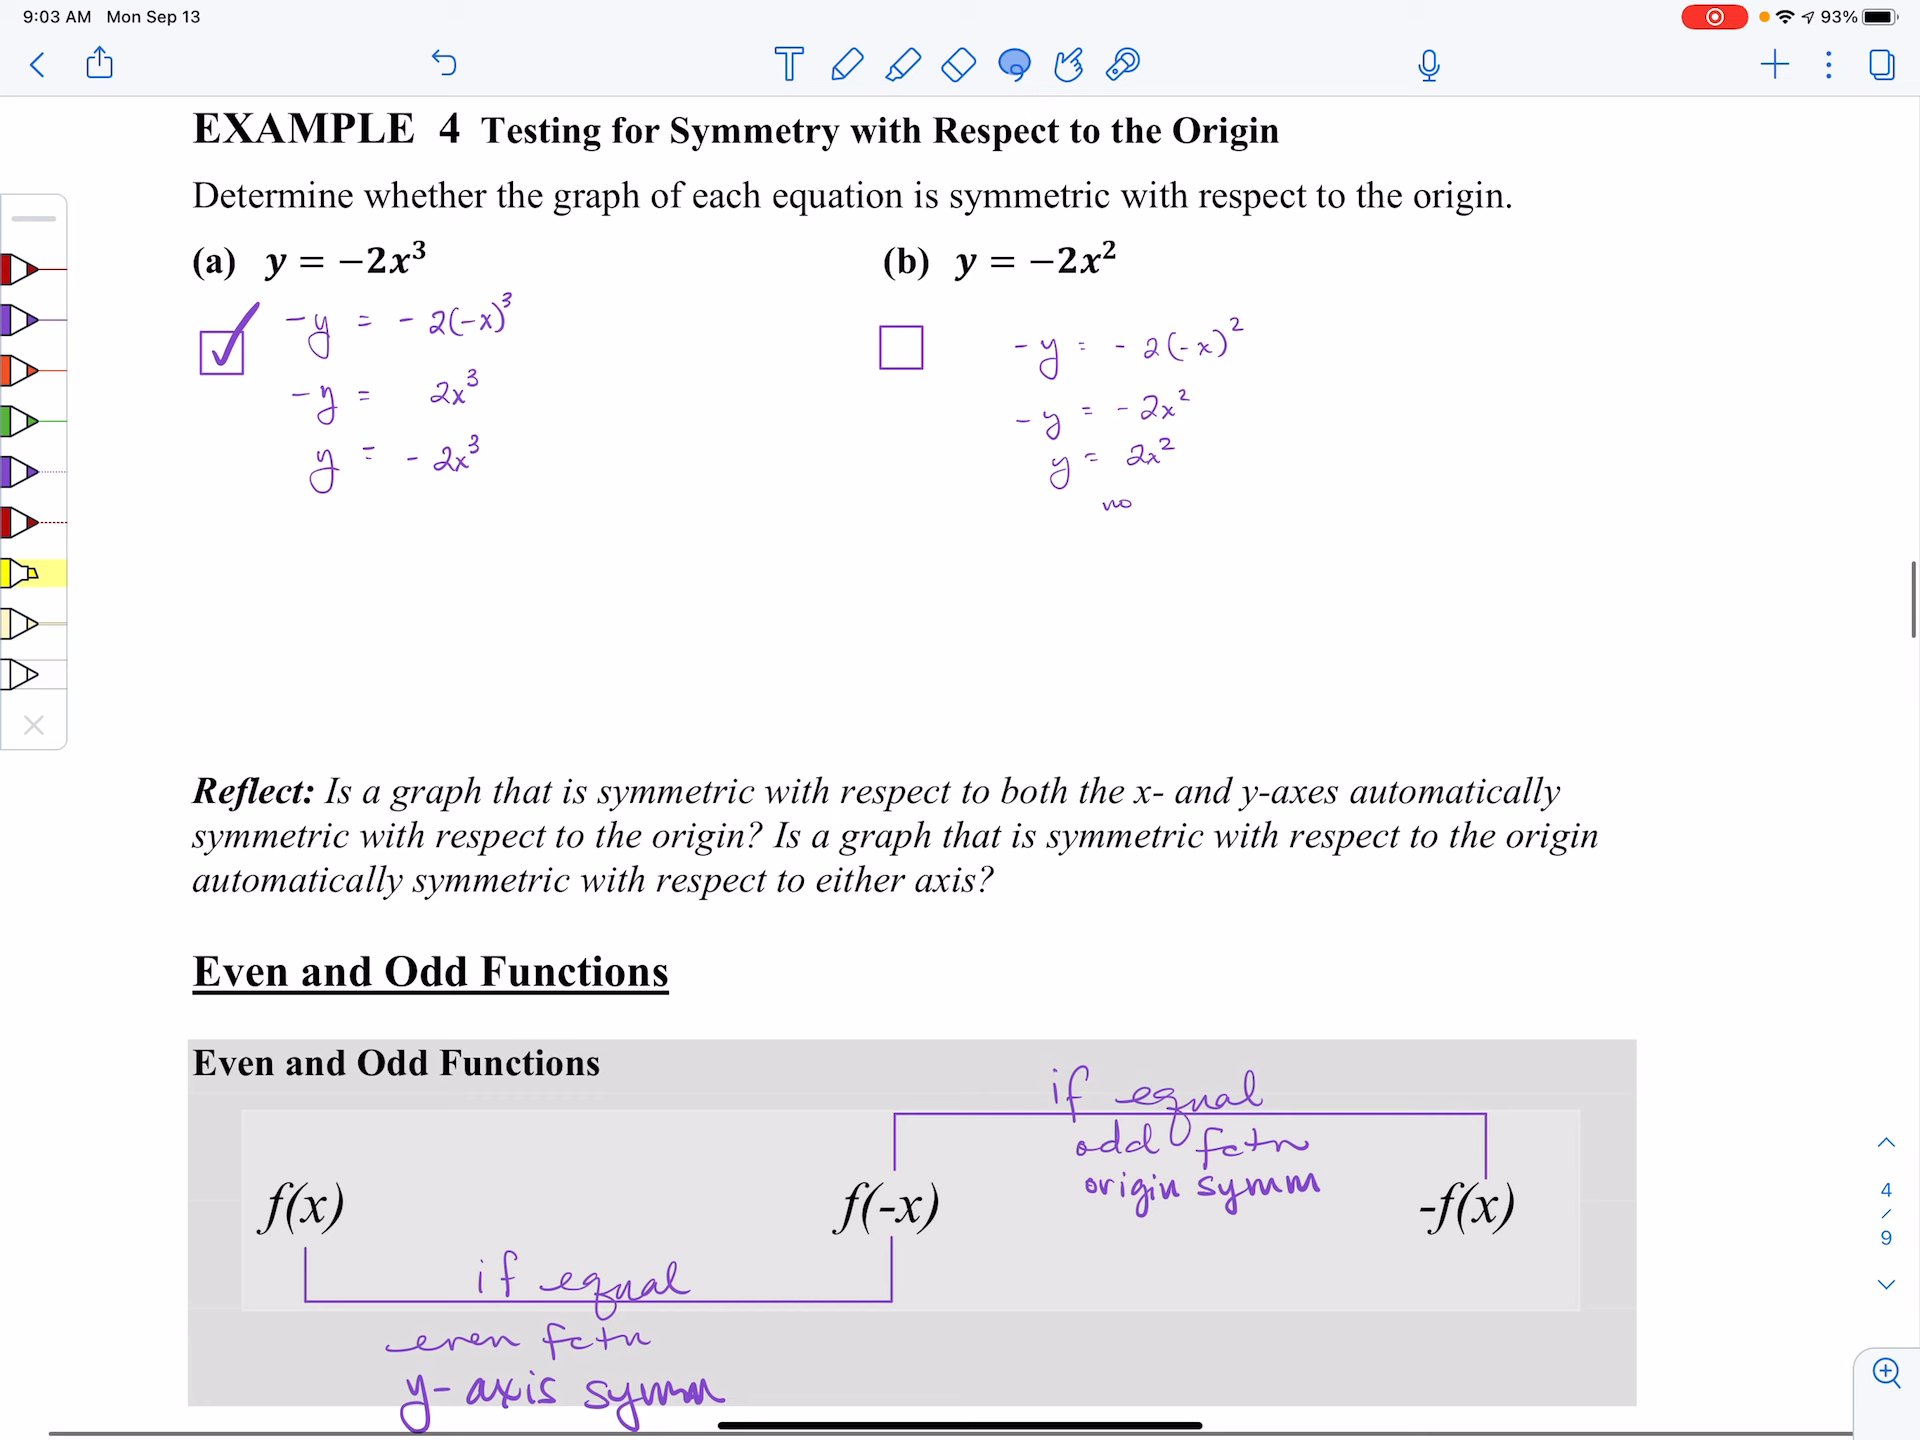 9:03 AM Mon Sep 13
93%
EXAMPLE 4 Testing for Symmetry with Respect to the Origin
Determine whether the graph of each equation is symmetric with respect to the origin.
(a) y = −2x³
(b) y = −2x²
-y = -2(-x)³
-y = 2x³
y = -2x³
-y = -2(-x)²
-y = -2x²
y = 2x²
no
Reflect: Is a graph that is symmetric with respect to both the x- and y-axes automatically
symmetric with respect to the origin? Is a graph that is symmetric with respect to the origin
automatically symmetric with respect to either axis?
Even and Odd Functions
Even and Odd Functions
if equal
odd fctn
origin symm
f(x)
f(-x)
-f(x)
if equal
even fctn
y-axis symm
4
/
9